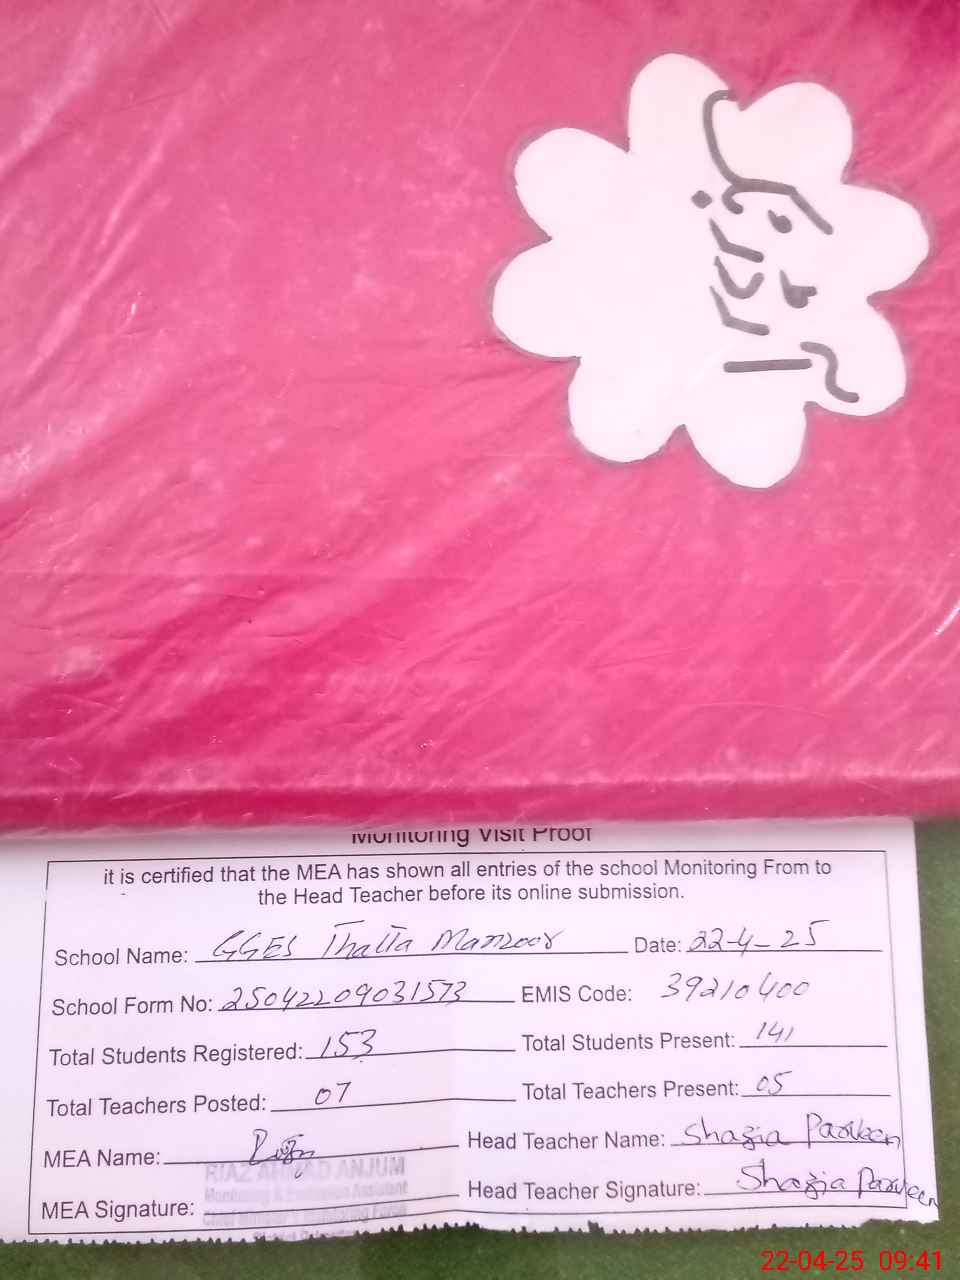 Monitoring Visit Proof
it is certified that the MEA has shown all entries of the school Monitoring From to
the Head Teacher before its online submission.
School Name: GGES Thatta Manzoor Date: 22-4-25
School Form No: 25042209031573 EMIS Code: 39210400
Total Students Registered: 153 Total Students Present: 141
Total Teachers Posted: 07 Total Teachers Present: 05
MEA Name: Head Teacher Name: Shazia Parveen
RIAZ AHMAD ANJUM
Monitoring & Evaluation Assistant
MEA Signature: Head Teacher Signature: Shazia Parveen
22-04-25 09:41